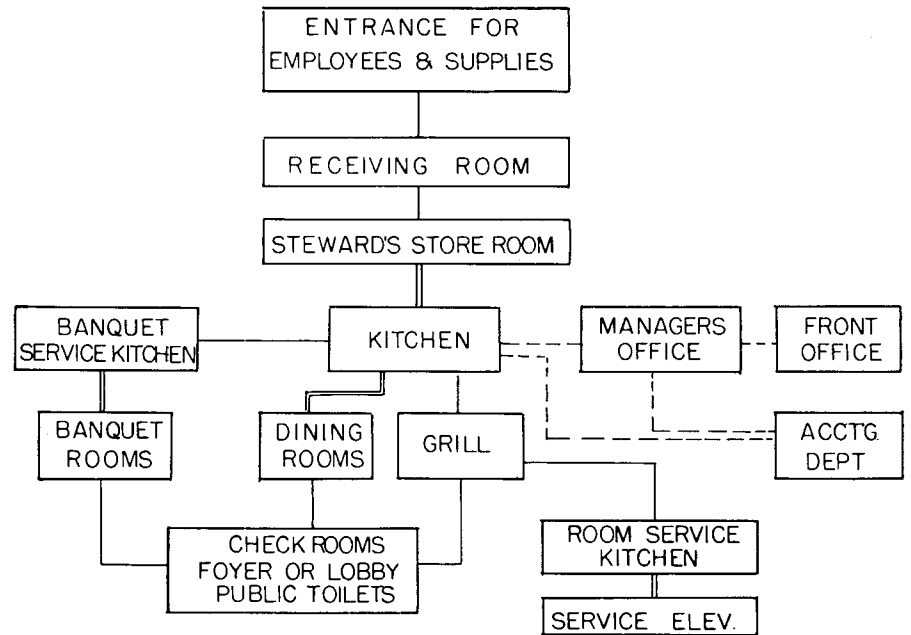 ENTRANCE FOR
EMPLOYEES & SUPPLIES
RECEIVING ROOM
STEWARD'S STORE ROOM
BANQUET
SERVICE KITCHEN
KITCHEN
MANAGERS
OFFICE
FRONT
OFFICE
BANQUET
ROOMS
DINING
ROOMS
GRILL
ACCT'G.
DEPT
CHECK ROOMS
FOYER OR LOBBY
PUBLIC TOILETS
ROOM SERVICE
KITCHEN
SERVICE ELEV.